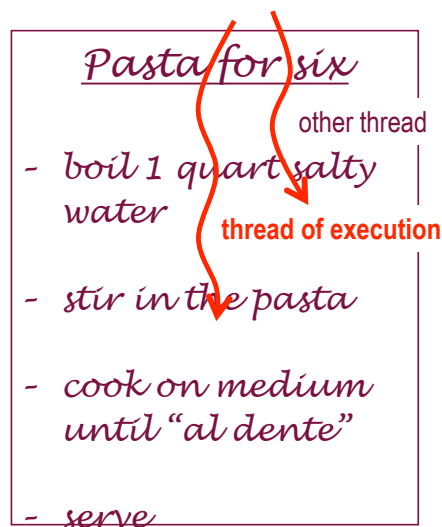 Pasta for six
other thread
– boil 1 quart salty
water
thread of execution
– stir in the pasta
– cook on medium
until “al dente”
– serve